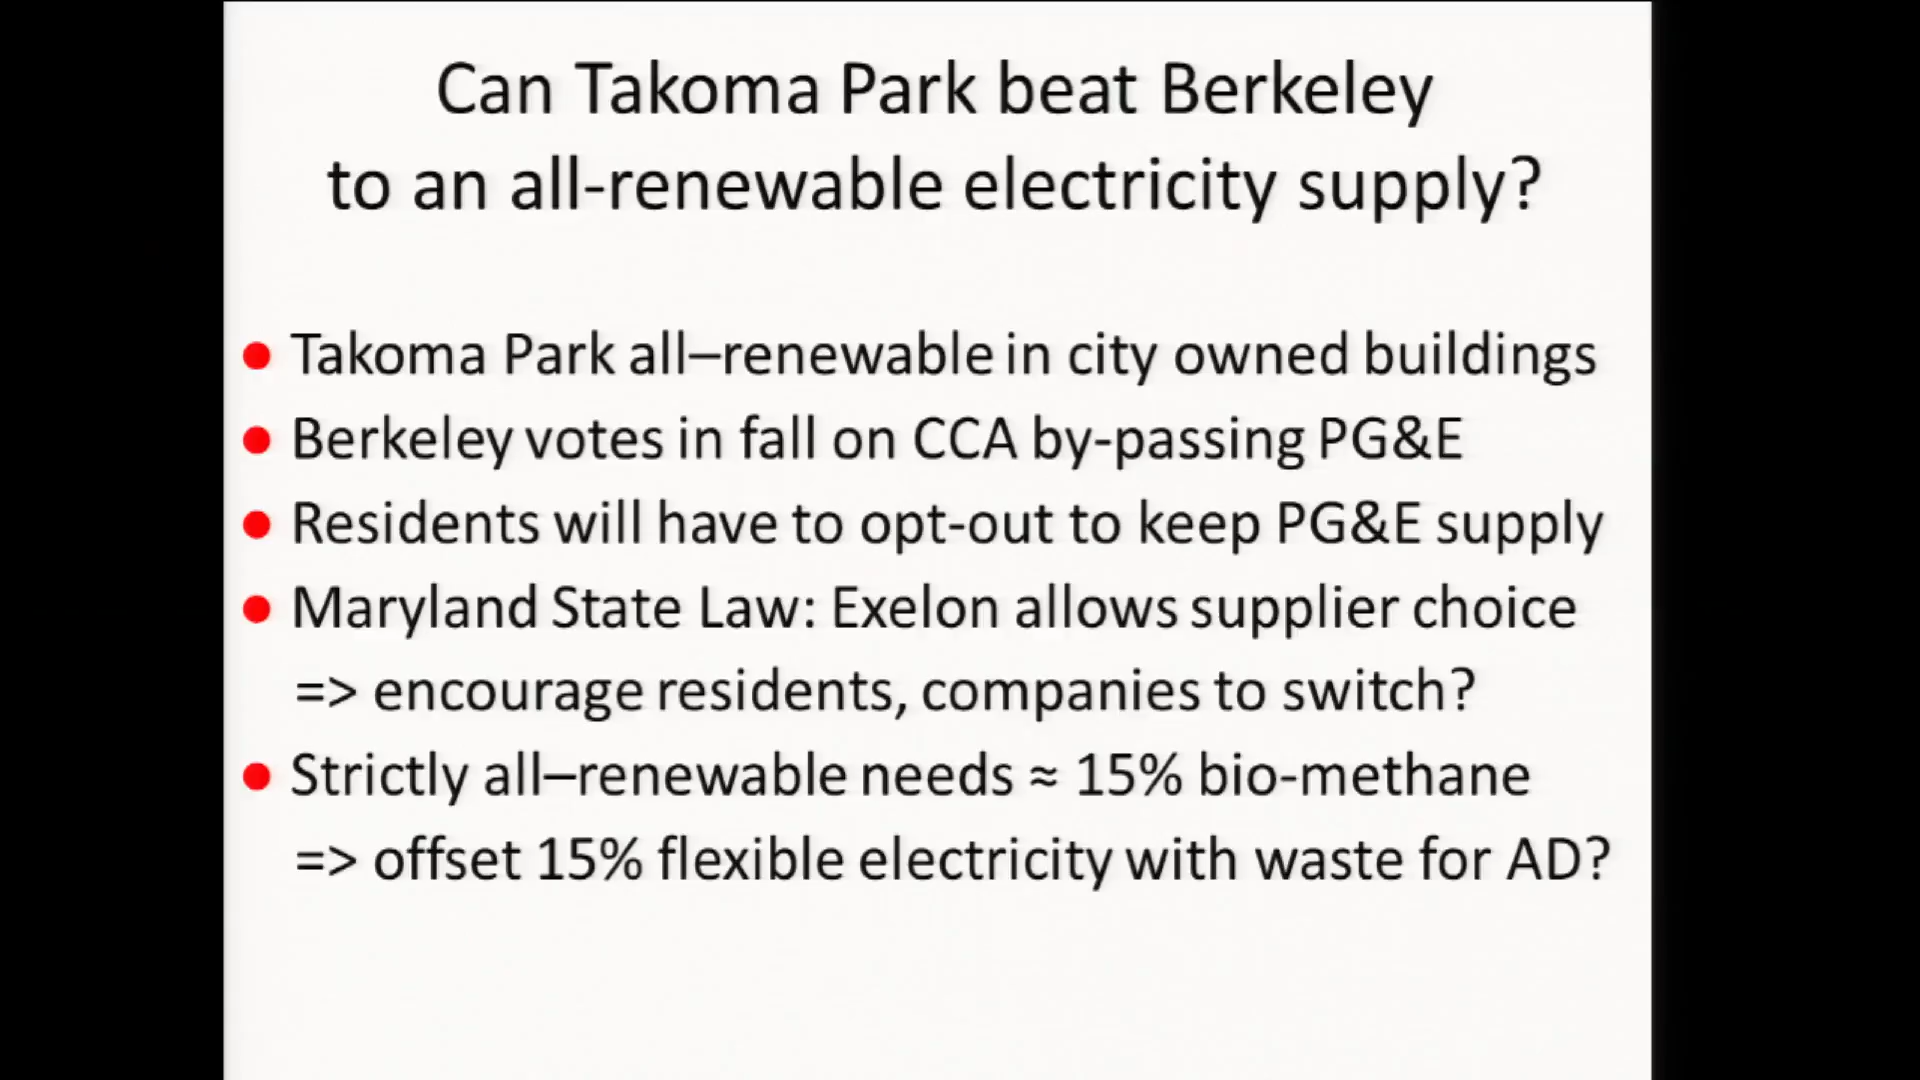 Can Takoma Park beat Berkeley
to an all-renewable electricity supply?
● Takoma Park all–renewable in city owned buildings
● Berkeley votes in fall on CCA by-passing PG&E
● Residents will have to opt-out to keep PG&E supply
● Maryland State Law: Exelon allows supplier choice
=> encourage residents, companies to switch?
● Strictly all–renewable needs ≈ 15% bio-methane
=> offset 15% flexible electricity with waste for AD?